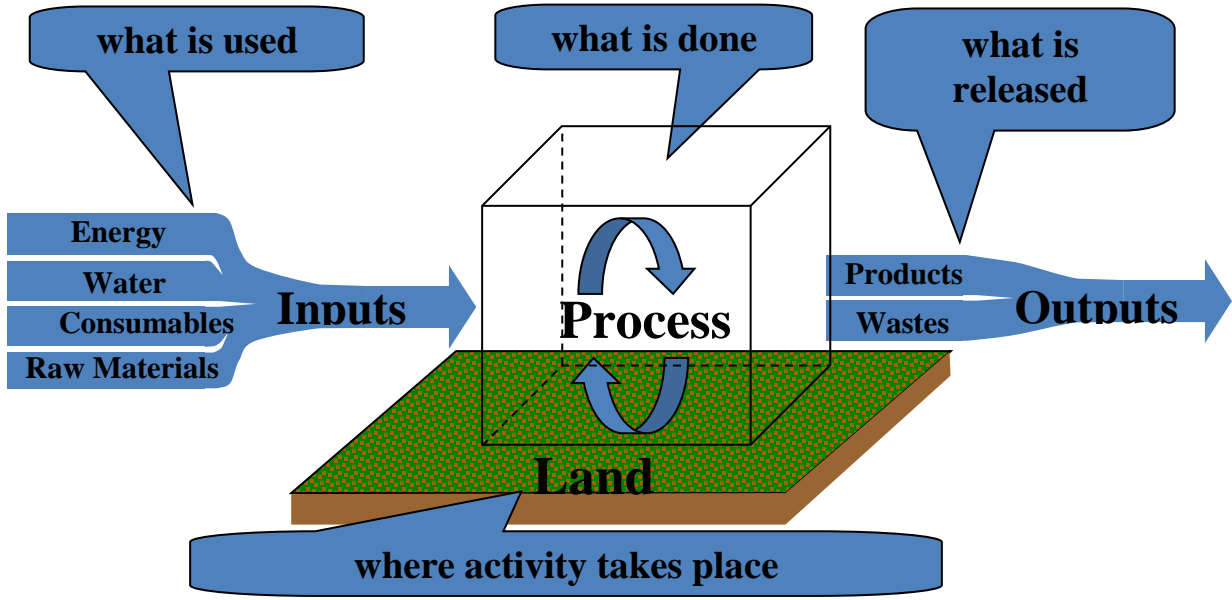 what is used
what is done
what is
released
Energy
Water
Consumables
Raw Materials
Inputs
Process
Products
Wastes
Outputs
Land
where activity takes place